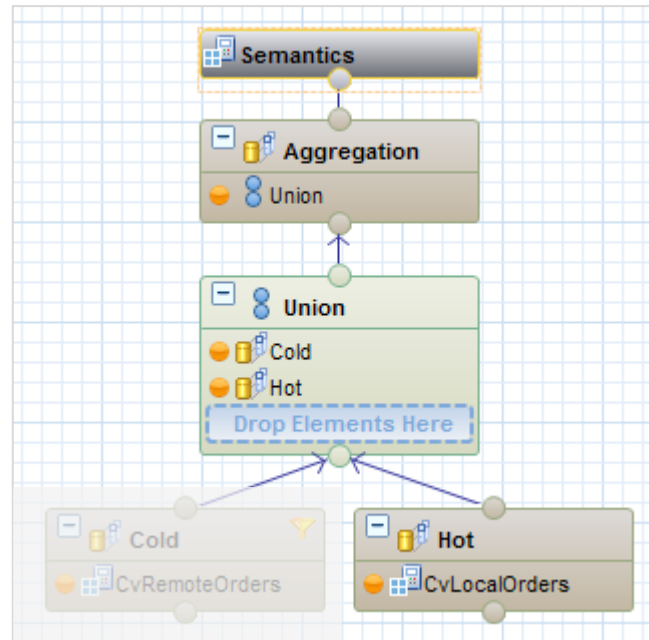 Semantics
Aggregation
Union
Union
Cold
Hot
Drop Elements Here
Cold
CvRemoteOrders
Hot
CvLocalOrders